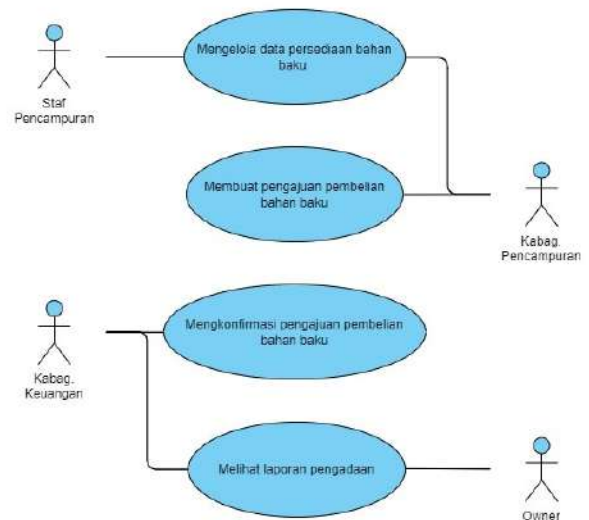 Mengelola data persediaan bahan
baku
Staf
Pencampuran
Membuat pengajuan pembelian
bahan baku
Kabag.
Pencampuran
Mengkonfirmasi pengajuan pembelian
bahan baku
Kabag.
Keuangan
Melihat laporan pengadaan
Owner